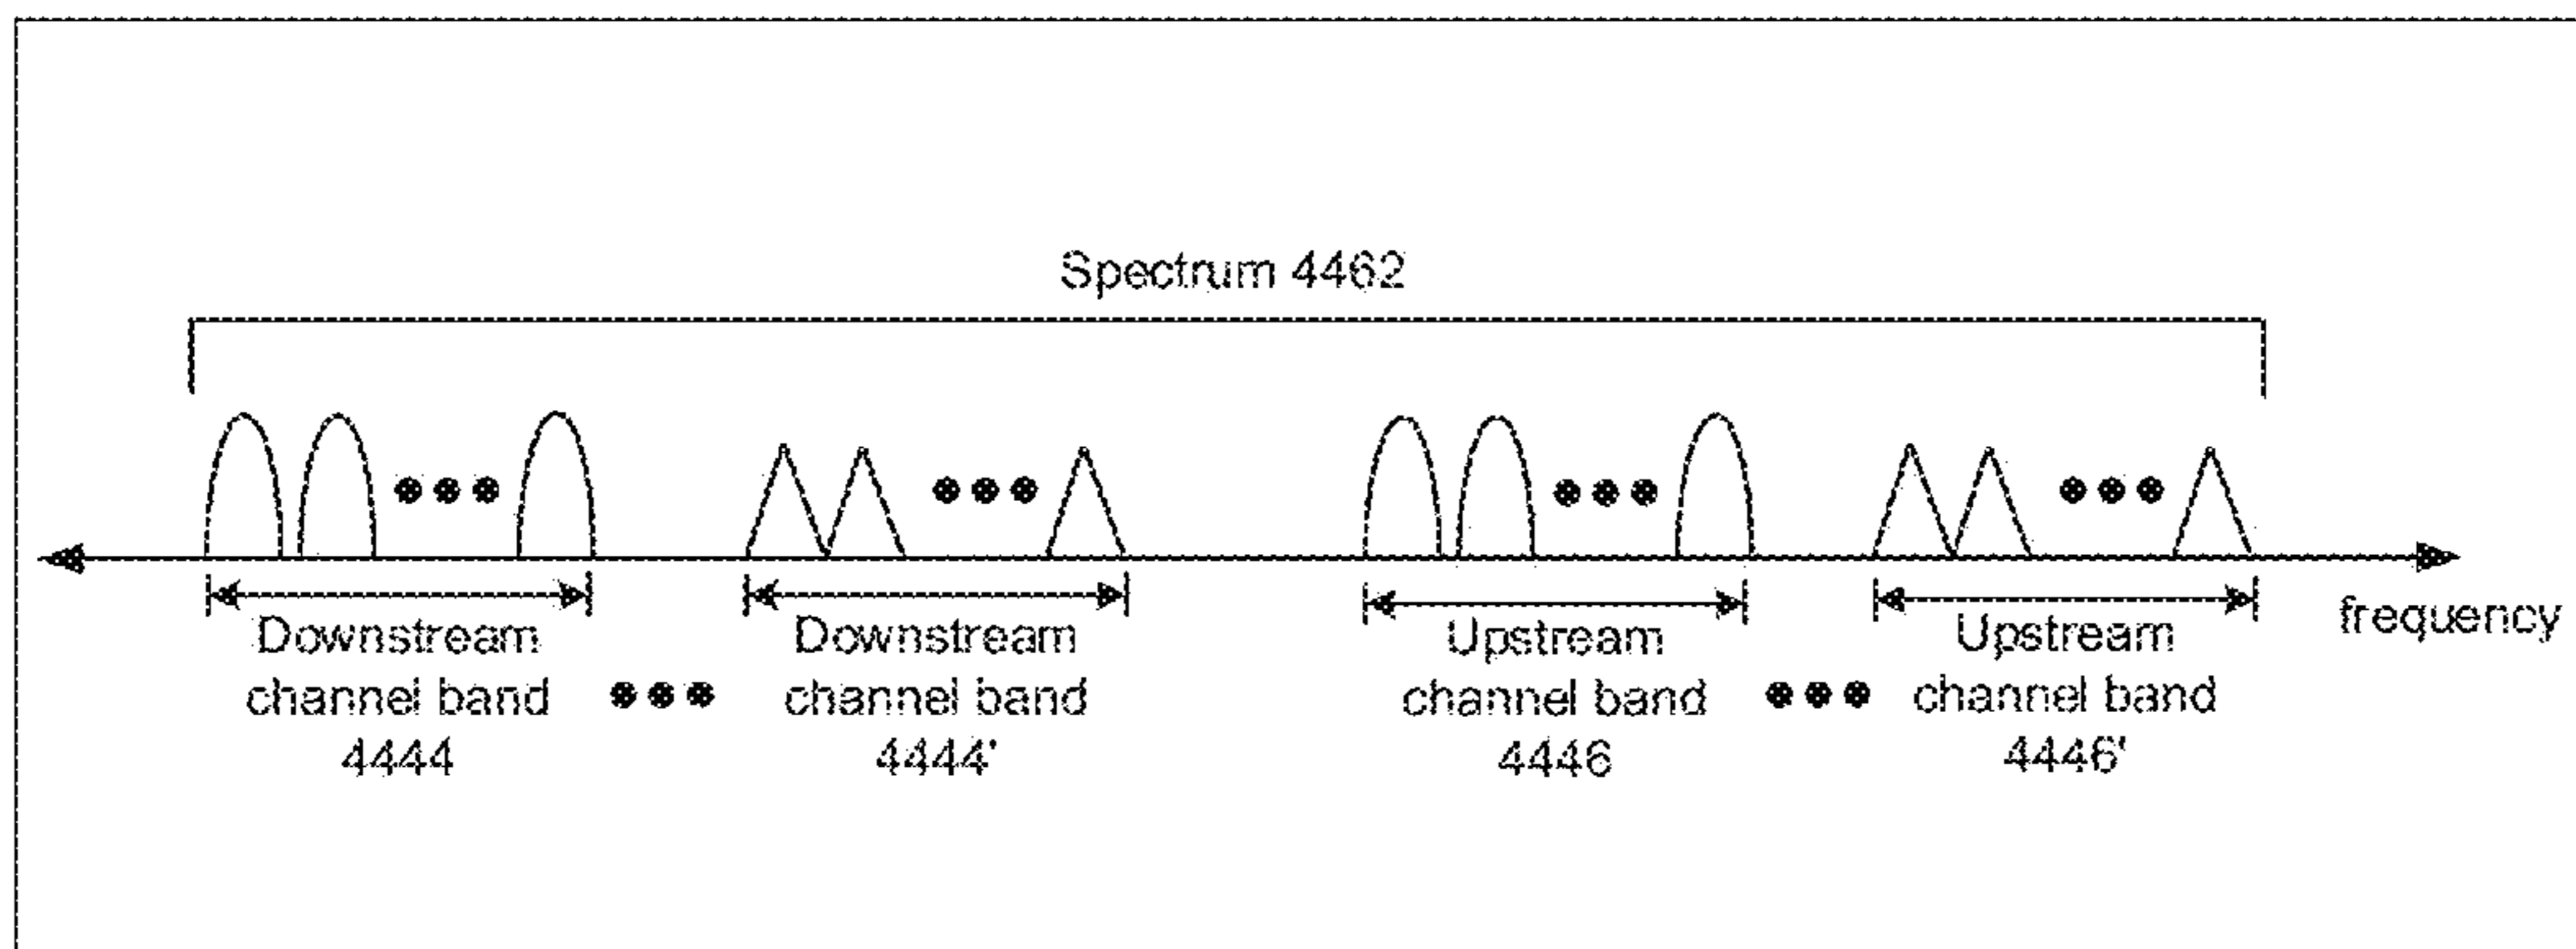 Spectrum 4462
Downstream
channel band
4444
Downstream
channel band
4444'
Upstream
channel band
4446
Upstream
channel band
4446'
frequency